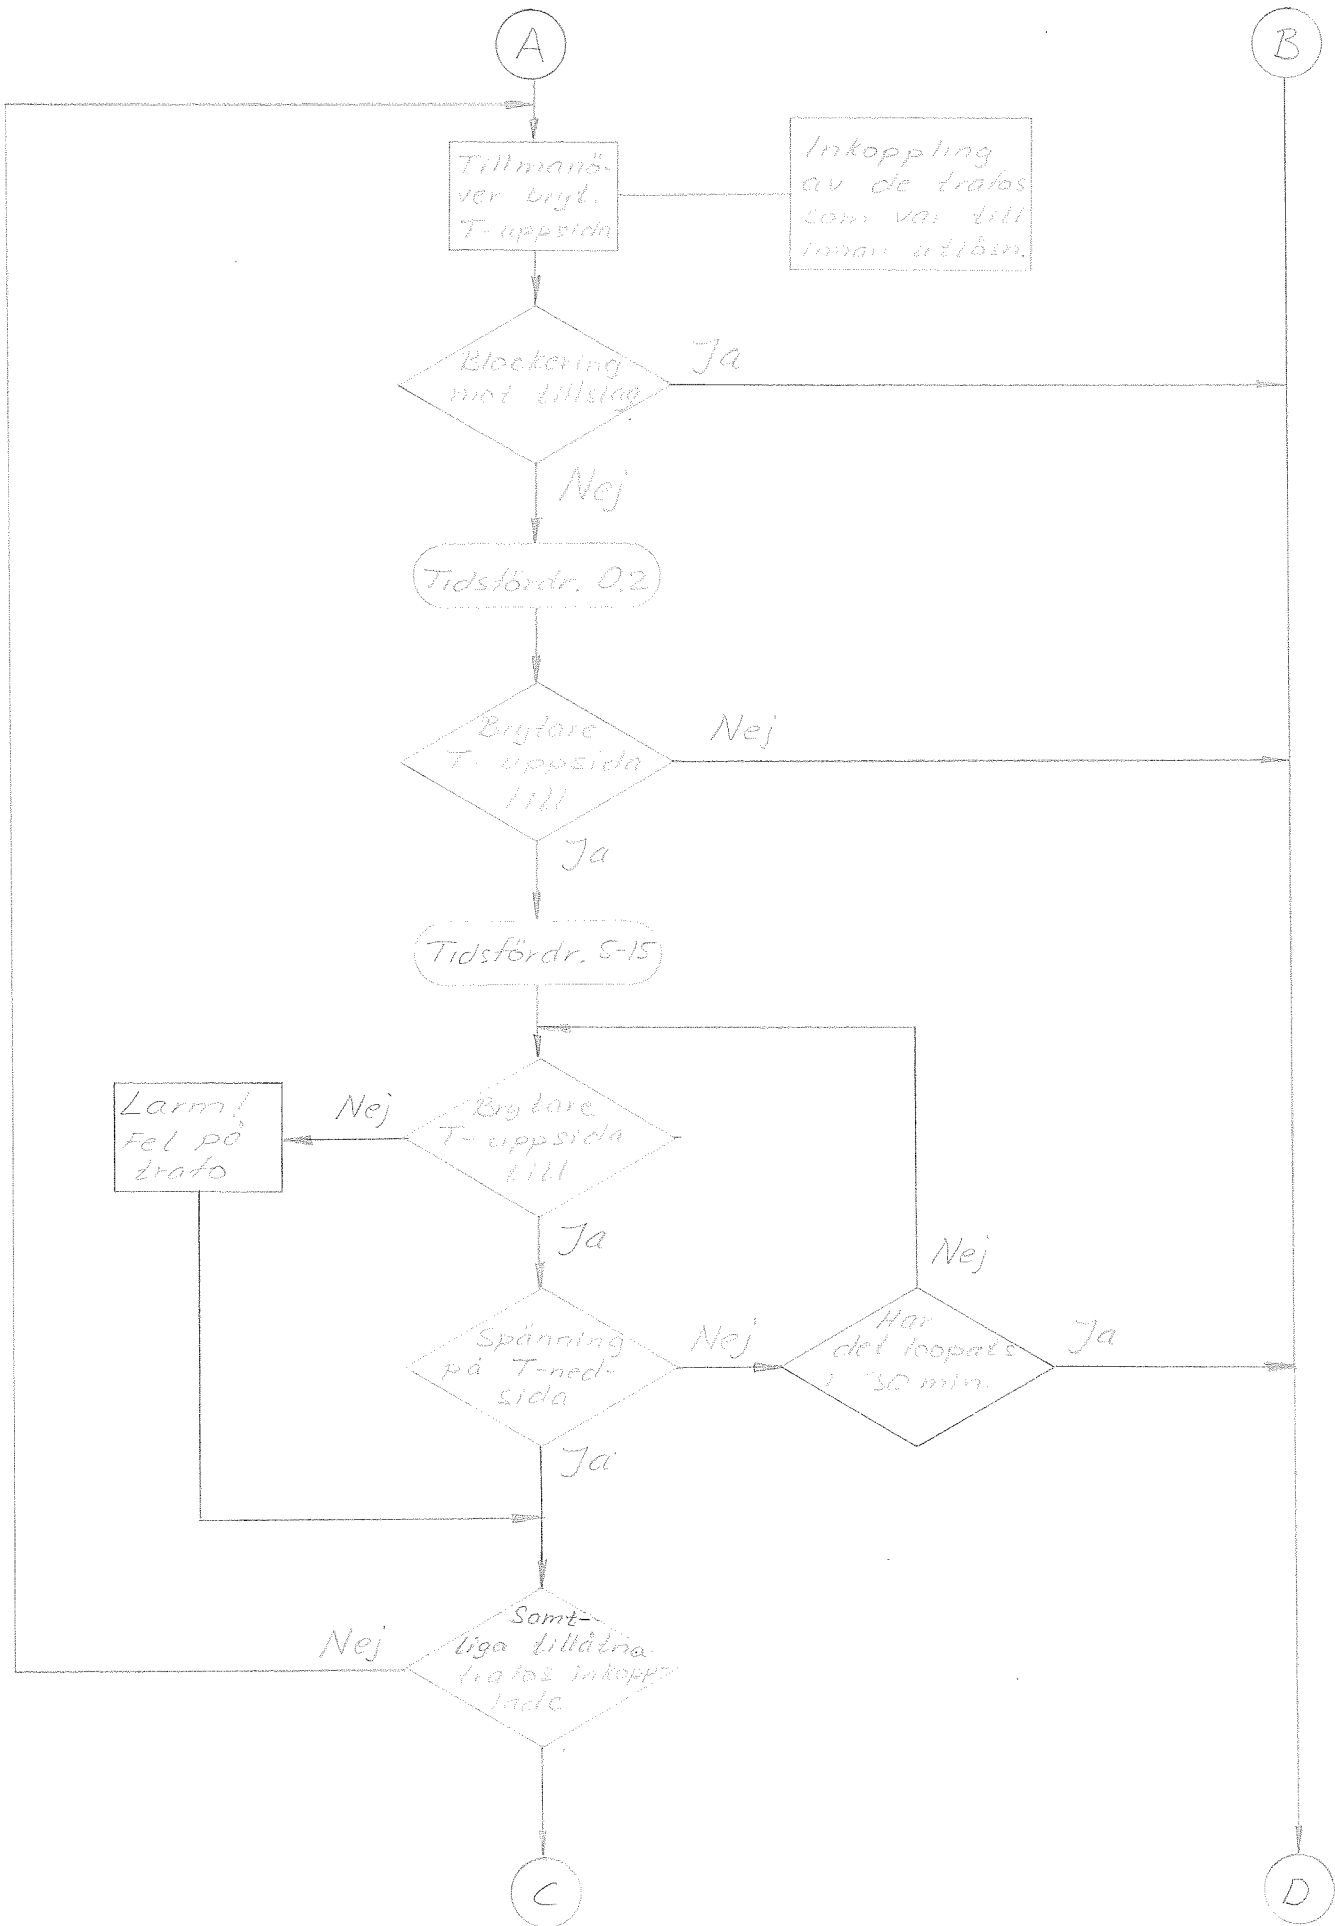 A
B
Tillmanö-
ver bryt.
T-uppsida
Inkoppling
av de trafos
som var till
innan utlösn.
Blockering
mot tillslag
Ja
Nej
Tidsfördr. 0.2
Brytare
T-uppsida
till
Nej
Ja
Tidsfördr. 5-15
Larm!
Fel på
trafo
Nej
Brytare
T-uppsida
till
Ja
Nej
Spänning
på T-ned-
sida
Nej
Har
det loopats
i 30 min.
Ja
Ja
Nej
Samt-
liga tillåtna
trafos inkopp-
lade
C
D